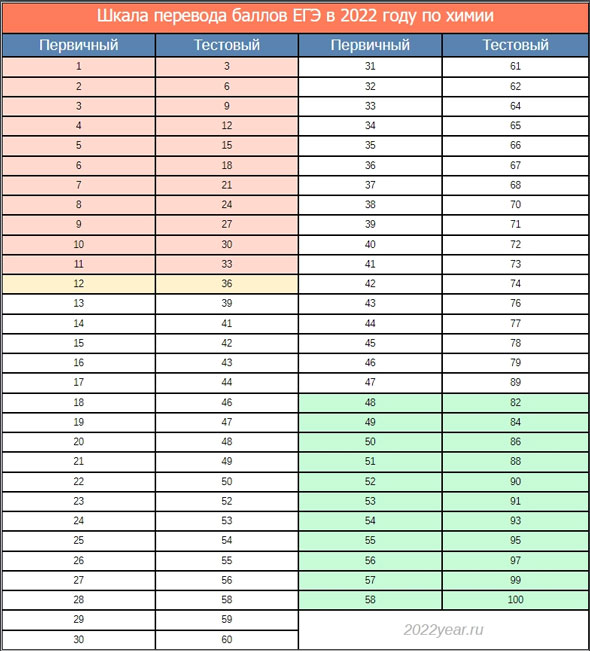 Шкала перевода баллов ЕГЭ в 2022 году по химии
Первичный Тестовый Первичный Тестовый
1 3 31 61
2 6 32 62
3 9 33 64
4 12 34 65
5 15 35 66
6 18 36 67
7 21 37 68
8 24 38 70
9 27 39 71
10 30 40 72
11 33 41 73
12 36 42 74
13 39 43 76
14 41 44 77
15 42 45 78
16 43 46 79
17 44 47 89
18 46 48 82
19 47 49 84
20 48 50 86
21 49 51 88
22 50 52 90
23 52 53 91
24 53 54 93
25 54 55 95
26 55 56 97
27 56 57 99
28 58 58 100
29 59
30 60
2022year.ru